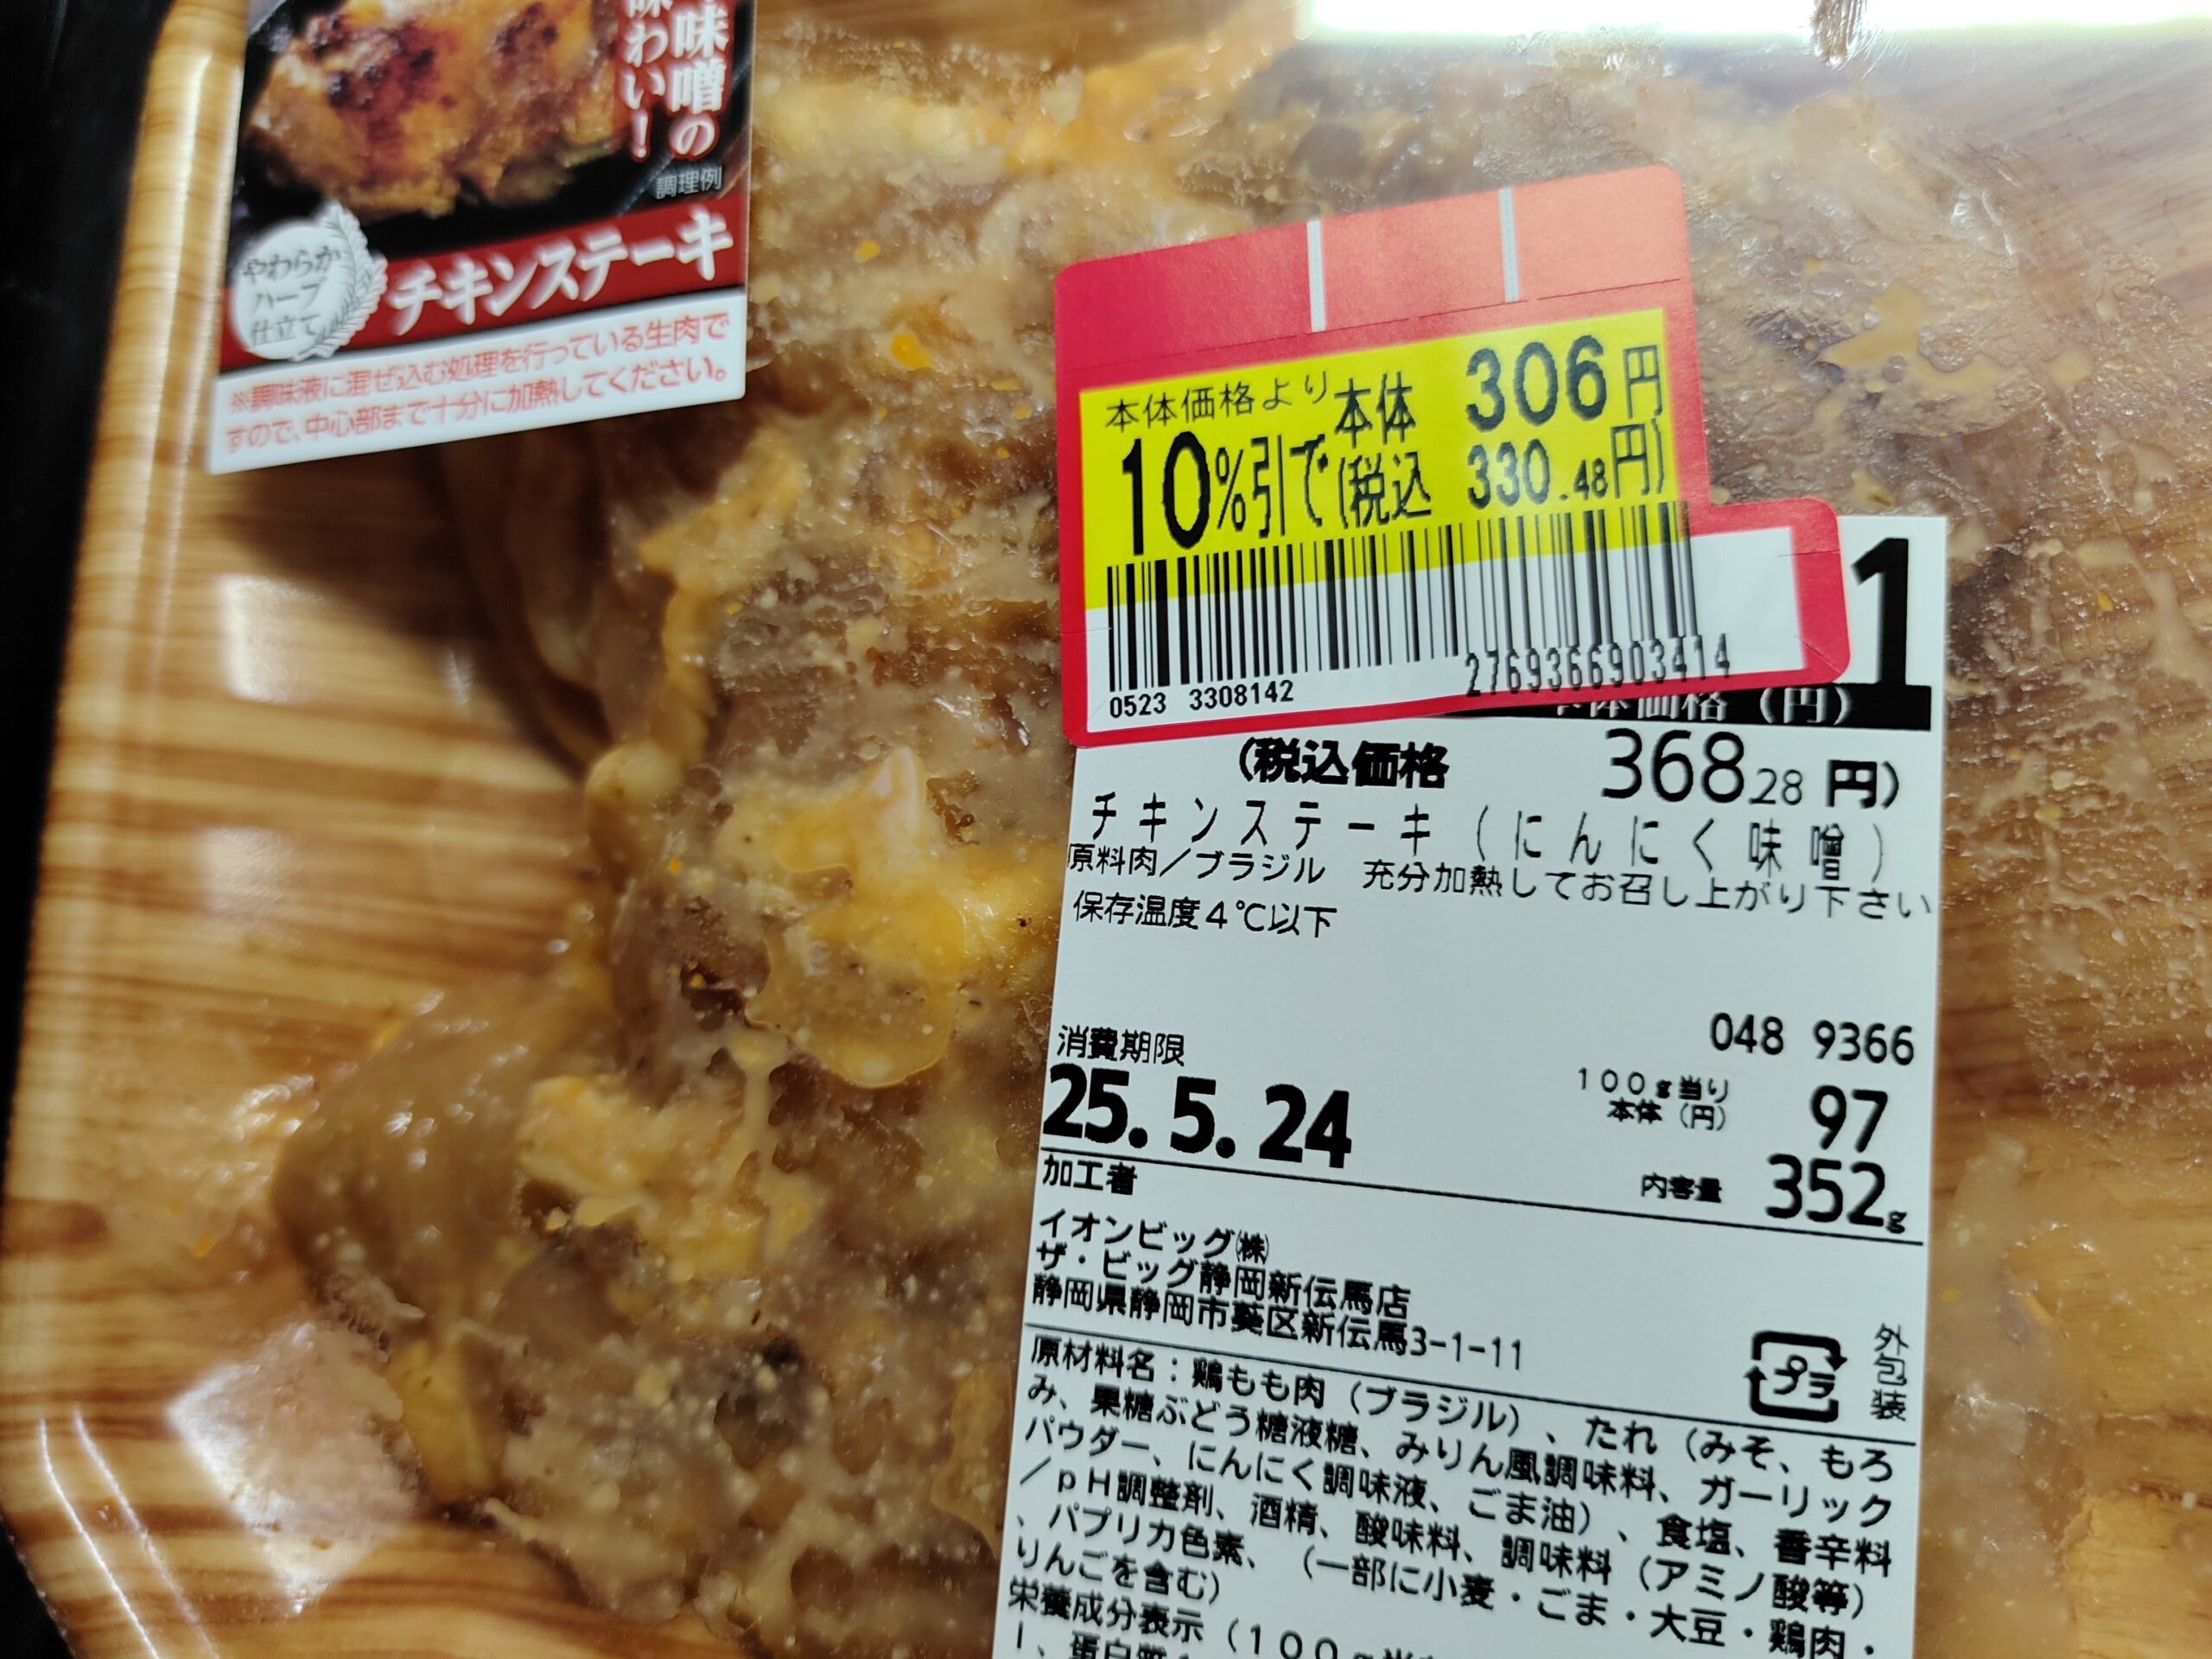 味噌の
味わい！
調理例
やわらか
ハーブ
仕立て
チキンステーキ
※調味液に混ぜ込む処理を行っている生肉で
すので、中心部まで十分に加熱してください。
本体価格より
10%引で
本体 306円
(税込 330.48円)
0523 3308142
2769366903414
1
本体価格 (円)
(税込価格 368.28円)
チキンステーキ(にんにく味噌)
原料肉/ブラジル 充分加熱してお召し上がり下さい
保存温度4℃以下
048 9366
消費期限
25.5.24
100g当り
本体(円) 97
内容量 352g
加工者
イオンビッグ㈱
ザ・ビッグ静岡新伝馬店
静岡県静岡市葵区新伝馬3-1-11
プラ
外包装
原材料名:鶏もも肉(ブラジル)、たれ(みそ、もろ
み、果糖ぶどう糖液糖、みりん風調味料、ガーリック
パウダー、にんにく調味液、ごま油)、食塩、香辛料
/pH調整剤、酒精、酸味料、調味料(アミノ酸等)
、パプリカ色素、(一部に小麦・ごま・大豆・鶏肉・
りんごを含む)
栄養成分表示(100g当